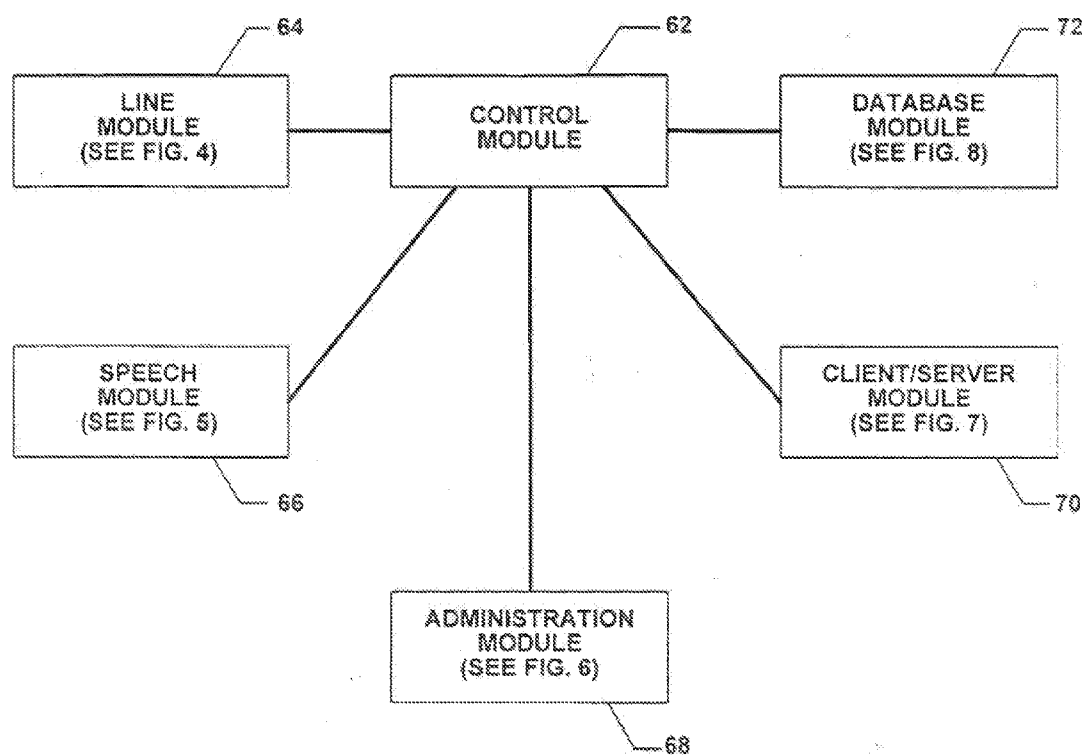 64
62
72
LINE
MODULE
(SEE FIG. 4)
CONTROL
MODULE
DATABASE
MODULE
(SEE FIG. 8)
SPEECH
MODULE
(SEE FIG. 5)
CLIENT/SERVER
MODULE
(SEE FIG. 7)
66
70
ADMINISTRATION
MODULE
(SEE FIG. 6)
68